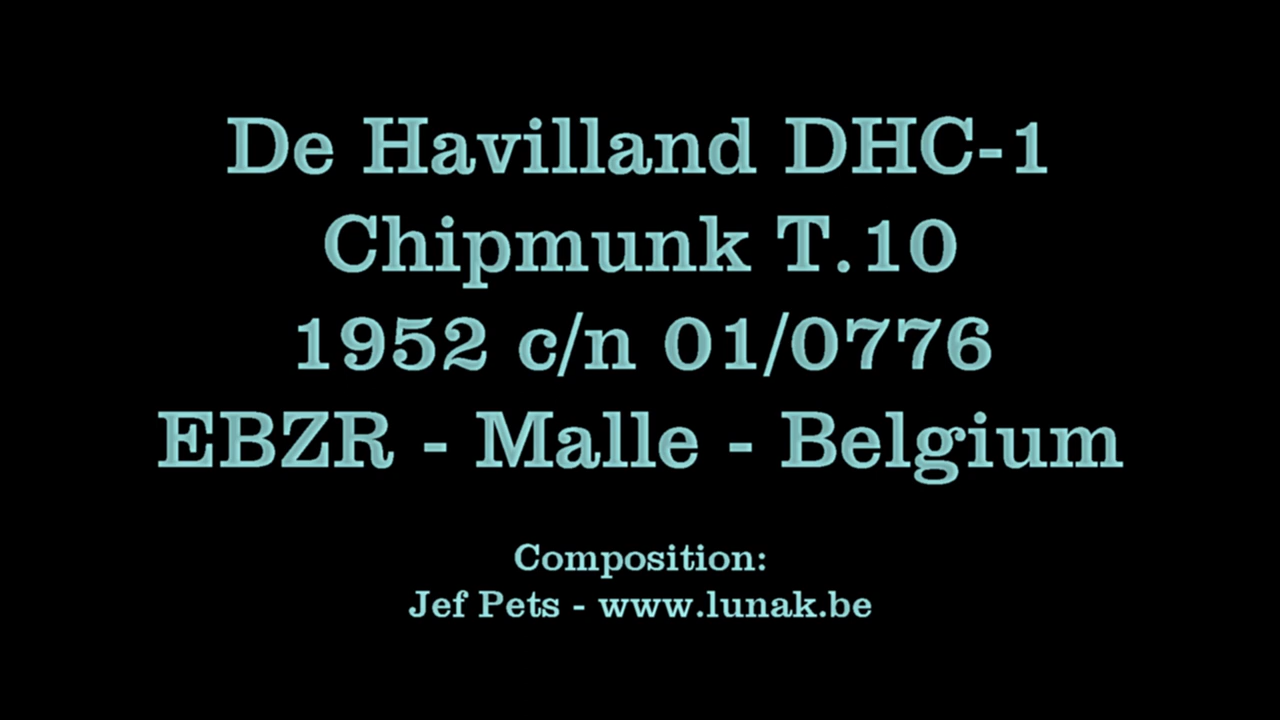 De Havilland DHC-1
Chipmunk T.10
1952 c/n 01/0776
EBZR - Malle - Belgium
Composition:
Jef Pets - www.lunak.be